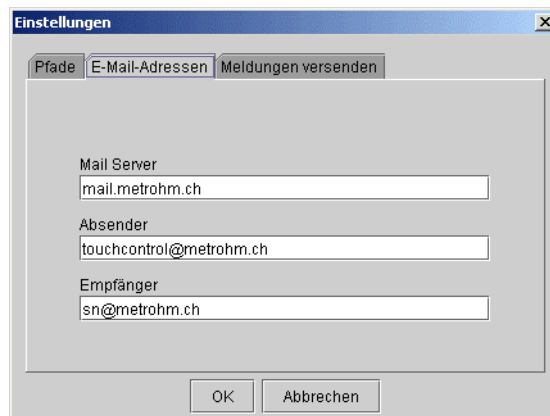 Einstellungen
Pfade E-Mail-Adressen Meldungen versenden
Mail Server
mail.metrohm.ch
Absender
touchcontrol@metrohm.ch
Empfänger
sn@metrohm.ch
OK Abbrechen